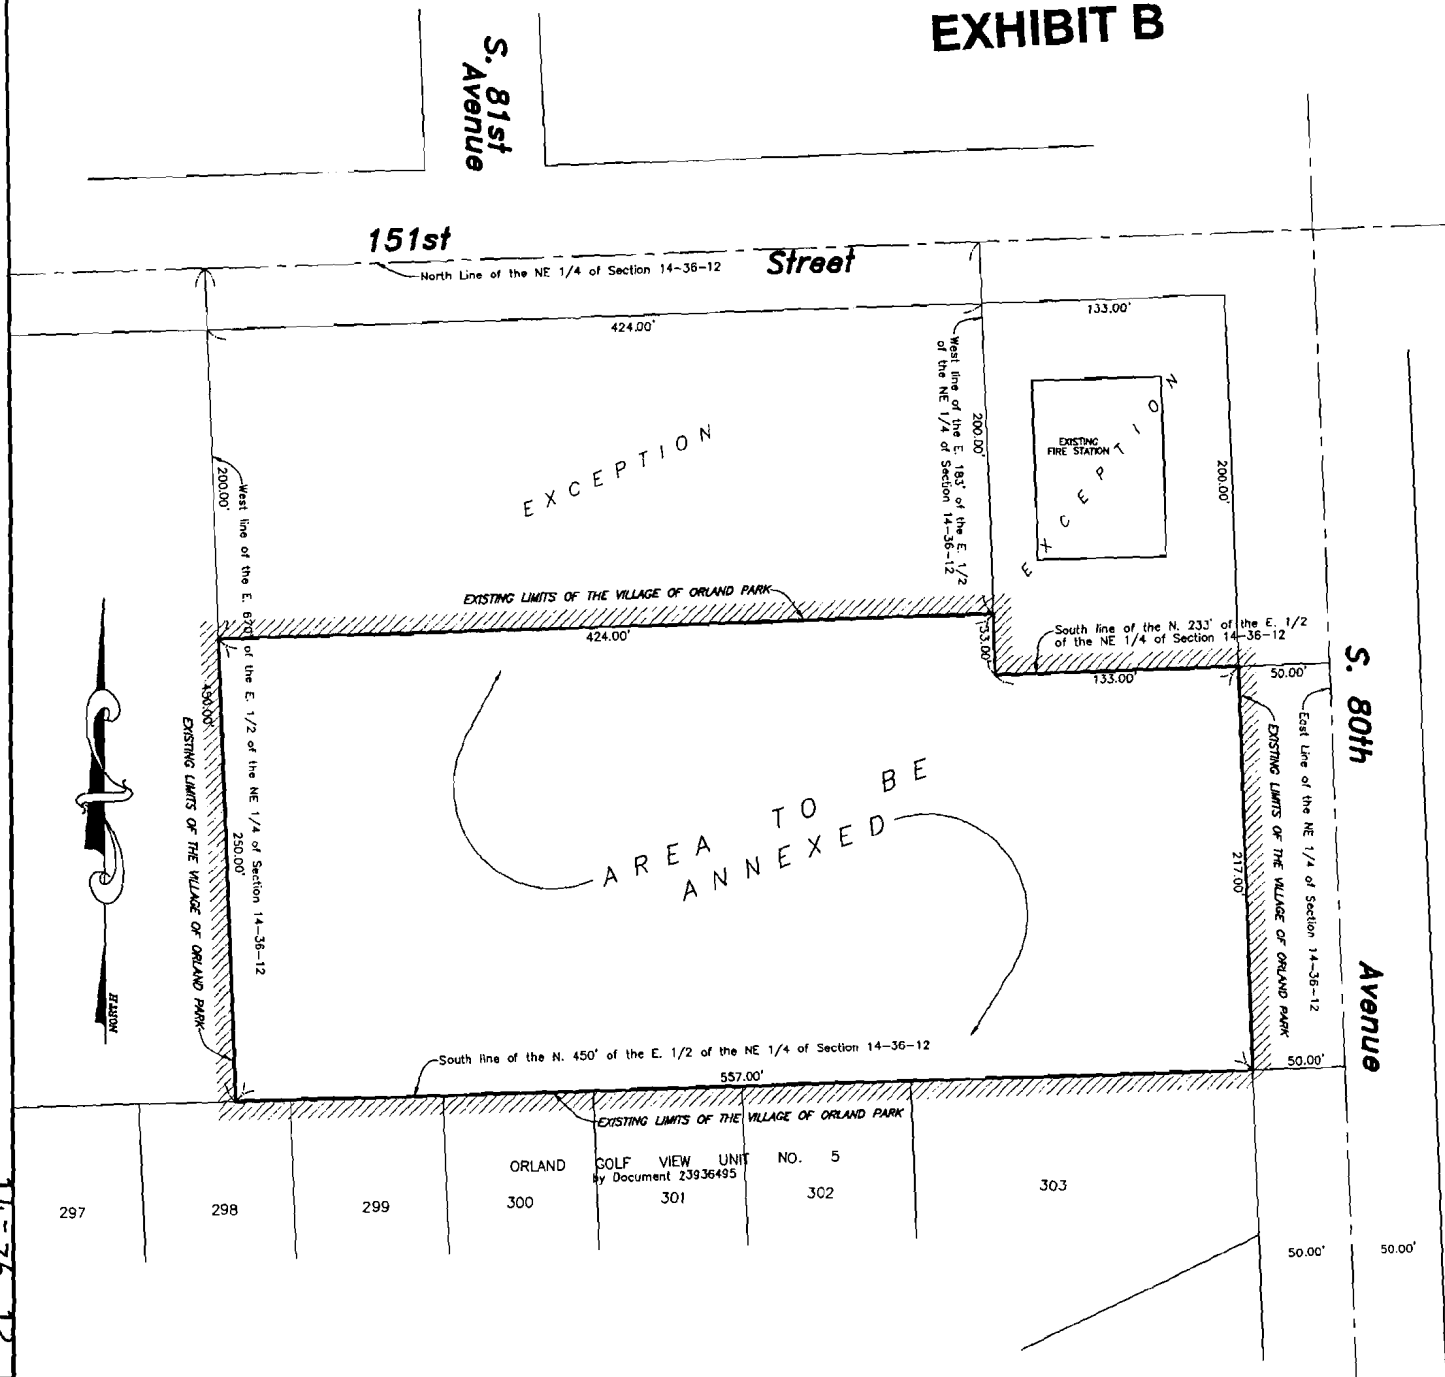 EXHIBIT B
S. 81st
Avenue
151st
Street
North Line of the NE 1/4 of Section 14-36-12
424.00'
133.00'
West line of the E. 183' of the E. 1/2
of the NE 1/4 of Section 14-36-12
200.00'
EXISTING
FIRE STATION
EXCEPTION
200.00'
EXCEPTION
200.00'
West line of the E. 670' of the E. 1/2 of the NE 1/4 of Section 14-36-12
EXISTING LIMITS OF THE VILLAGE OF ORLAND PARK
424.00'
33.00'
South line of the N. 233' of the E. 1/2
of the NE 1/4 of Section 14-36-12
133.00'
50.00'
S. 80th
Avenue
450.00'
EXISTING LIMITS OF THE VILLAGE OF ORLAND PARK
250.00'
AREA TO BE
ANNEXED
217.00'
EXISTING LIMITS OF THE VILLAGE OF ORLAND PARK
East Line of the NE 1/4 of Section 14-36-12
NORTH
South line of the N. 450' of the E. 1/2 of the NE 1/4 of Section 14-36-12
557.00'
50.00'
EXISTING LIMITS OF THE VILLAGE OF ORLAND PARK
ORLAND GOLF VIEW UNIT NO. 5
by Document 23936495
297
298
299
300
301
302
303
50.00'
50.00'